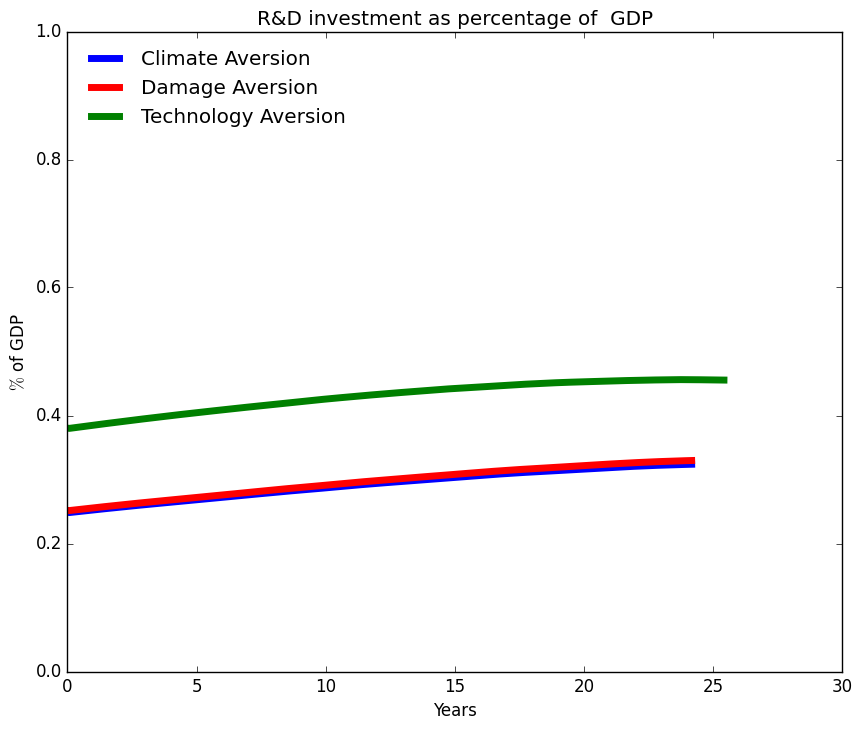 R&D investment as percentage of  GDP
Climate Aversion
Damage Aversion
Technology Aversion
1.0
0.8
0.6
0.4
0.2
0.0
% of GDP
0 5 10 15 20 25 30
Years